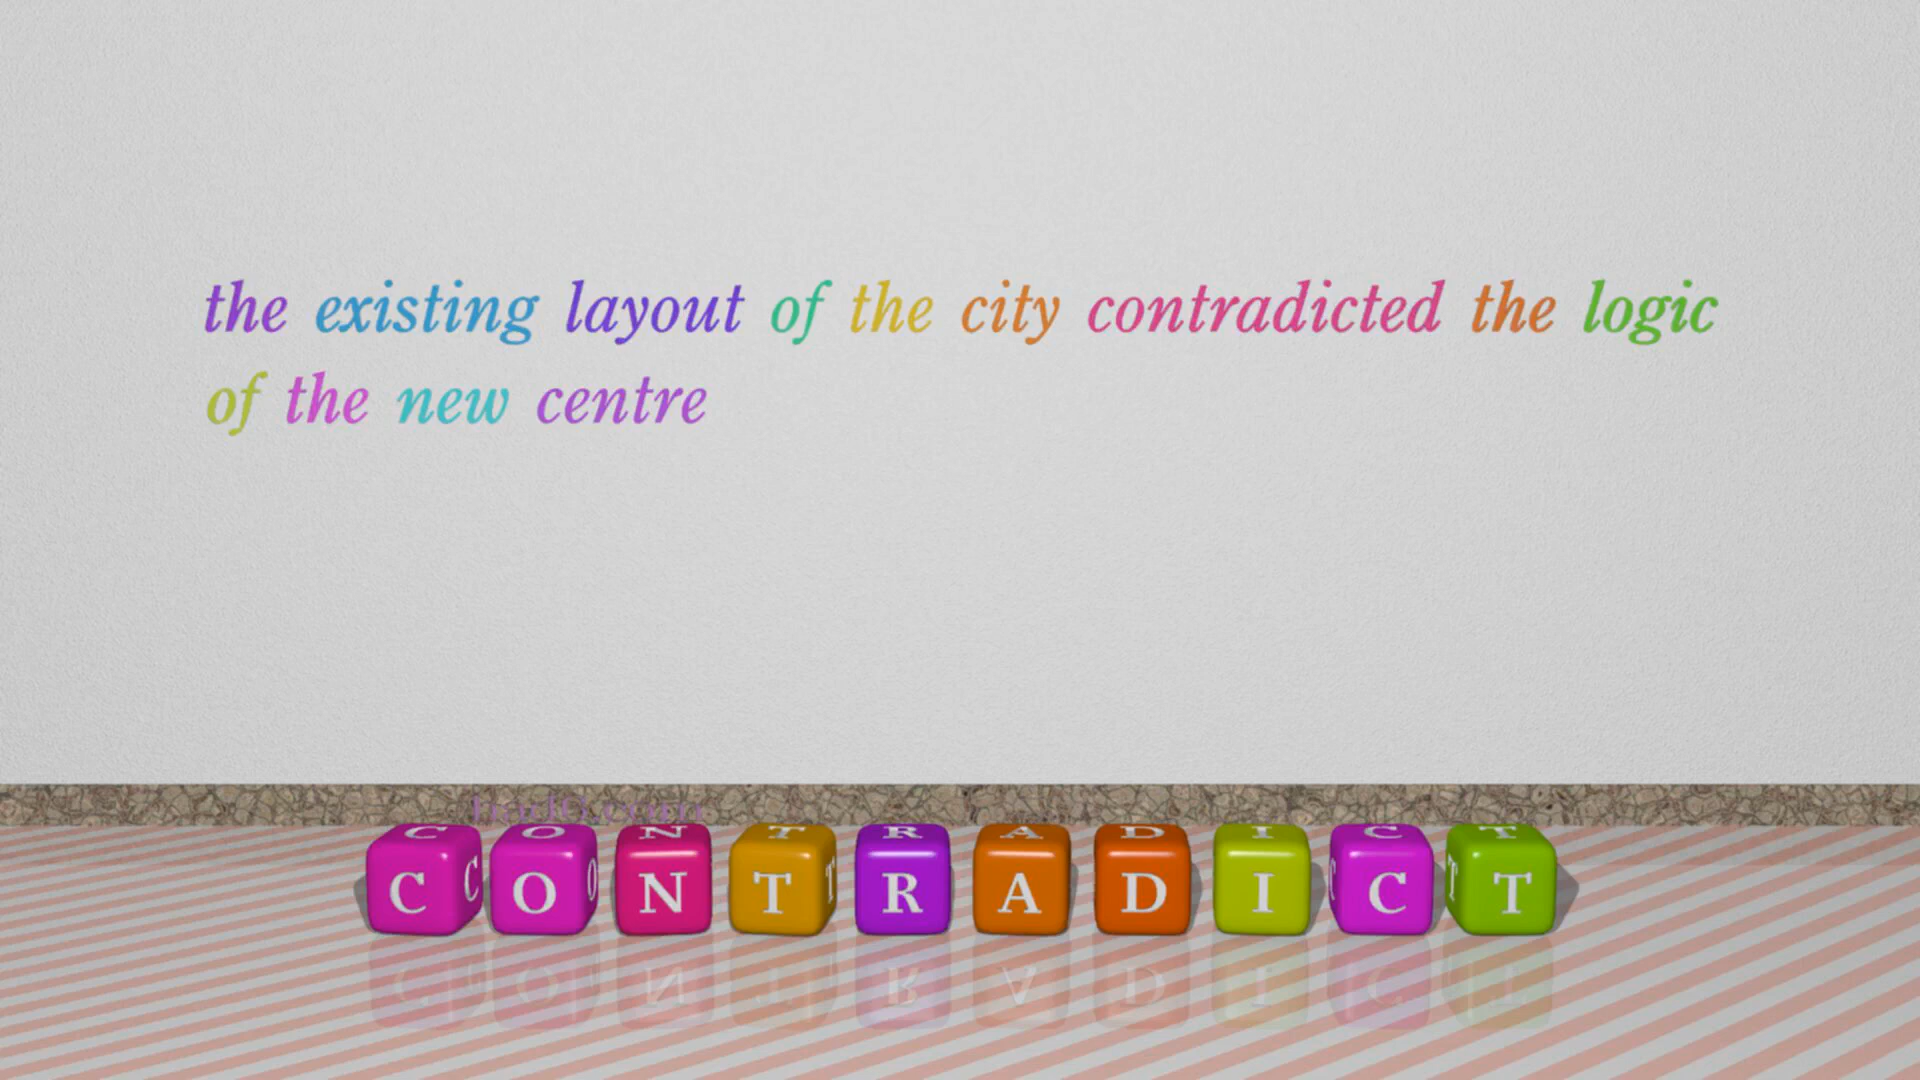 the existing layout of the city contradicted the logic
of the new centre
CONTRADICT